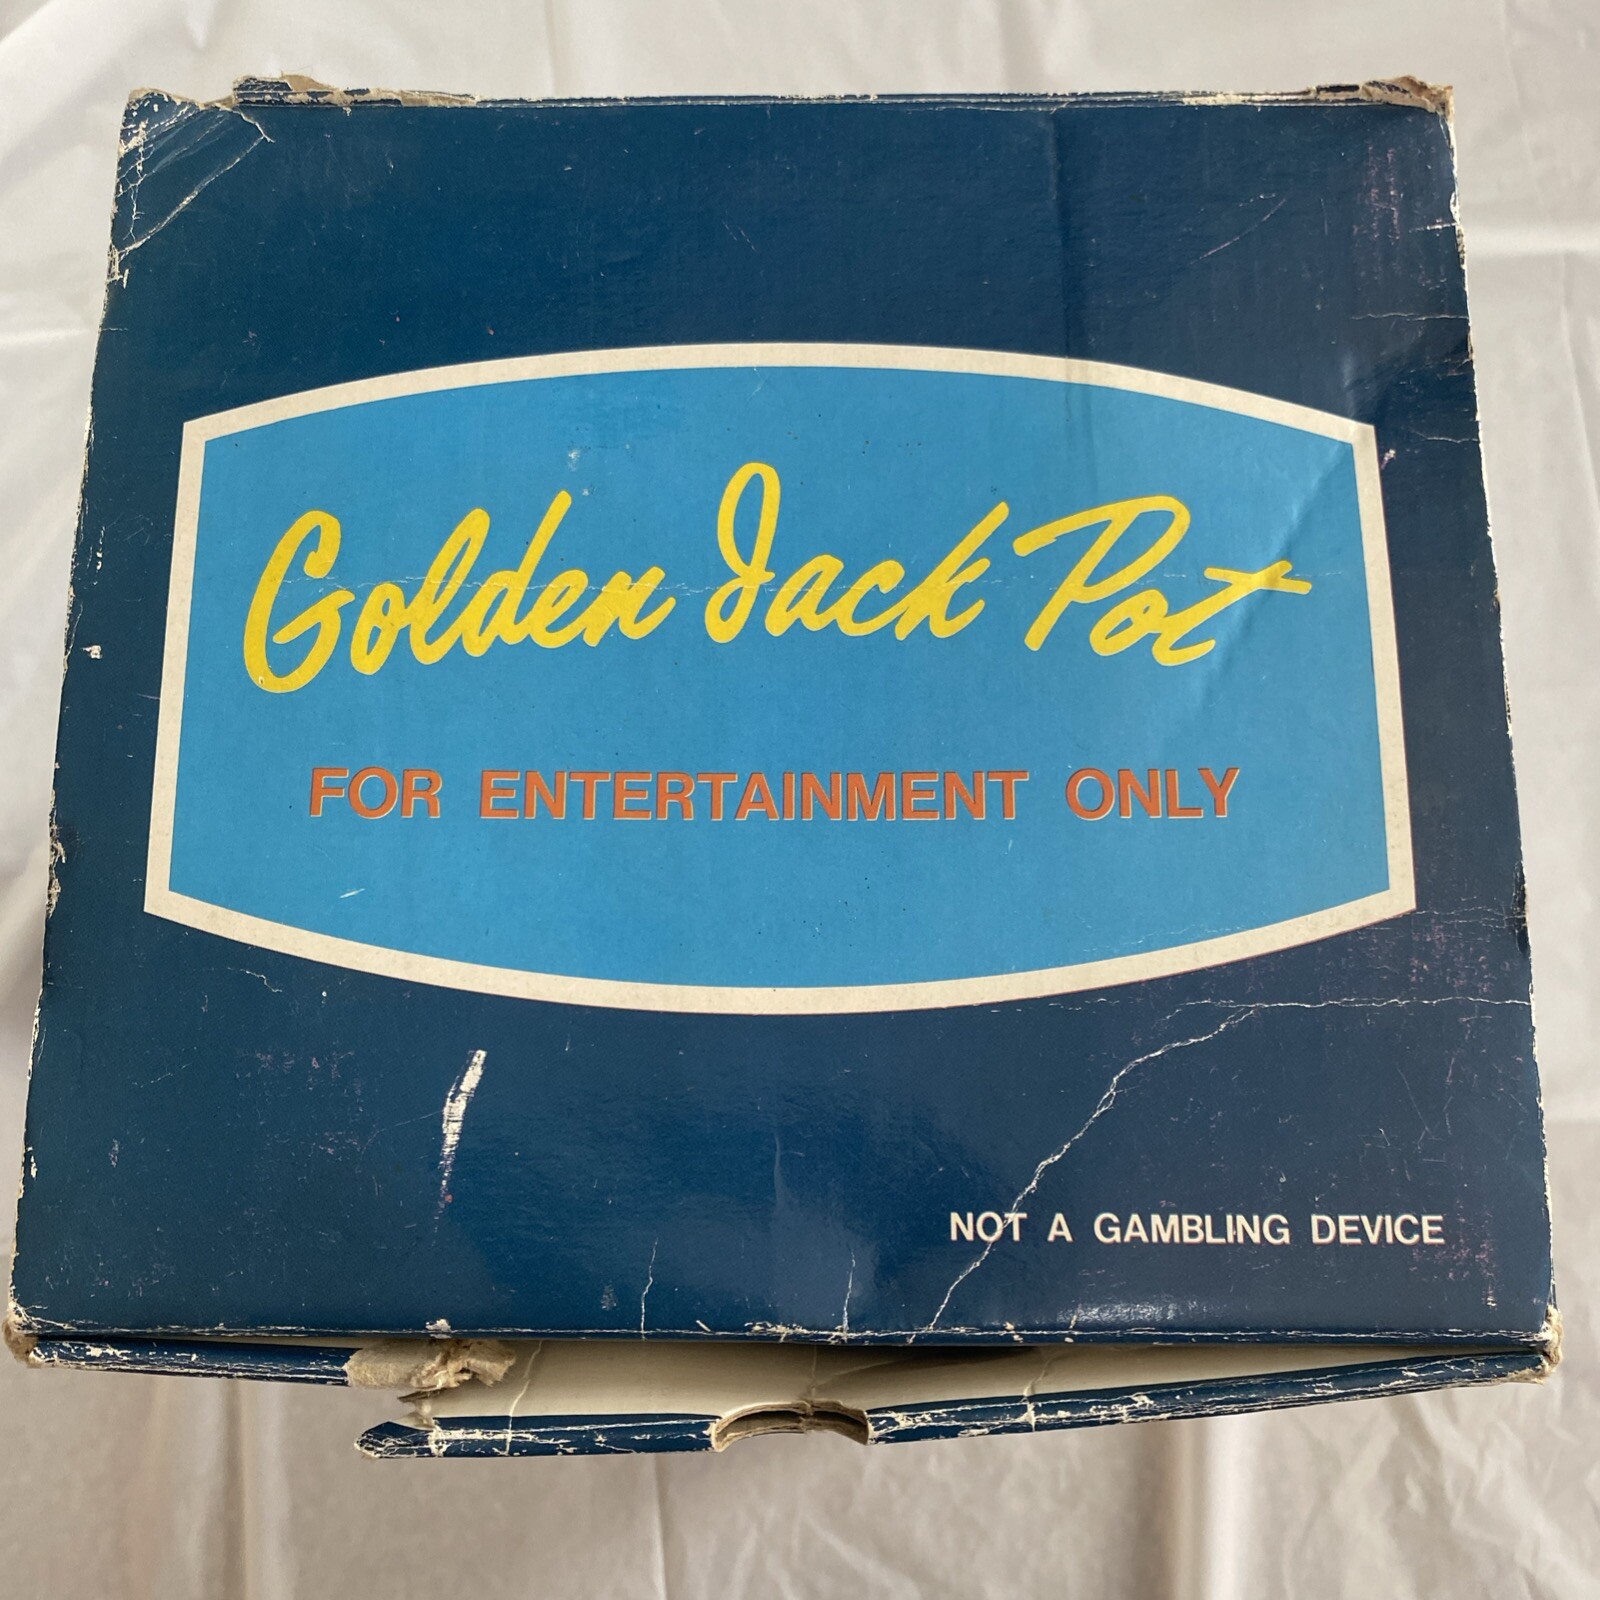 Golden Jack Pot
FOR ENTERTAINMENT ONLY
NOT A GAMBLING DEVICE